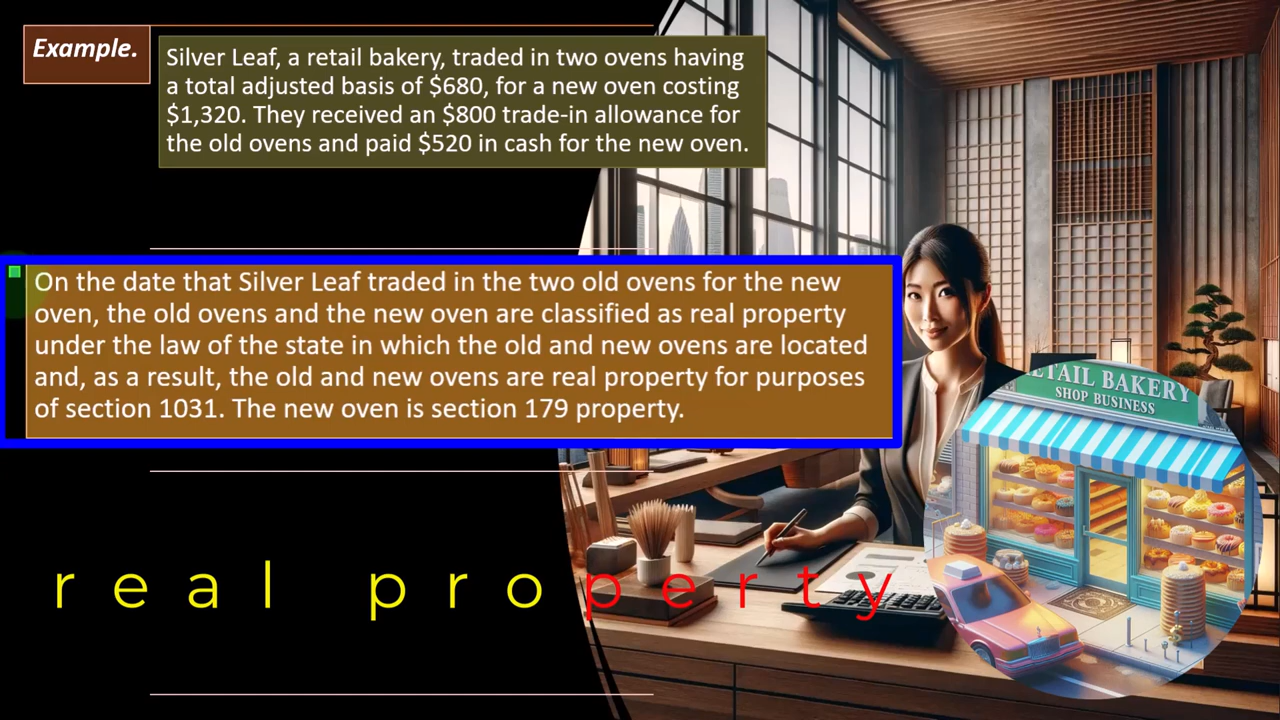 Example.
Silver Leaf, a retail bakery, traded in two ovens having
a total adjusted basis of $680, for a new oven costing
$1,320. They received an $800 trade-in allowance for
the old ovens and paid $520 in cash for the new oven.
On the date that Silver Leaf traded in the two old ovens for the new
oven, the old ovens and the new oven are classified as real property
under the law of the state in which the old and new ovens are located
and, as a result, the old and new ovens are real property for purposes
of section 1031. The new oven is section 179 property.
ETAIL BAKERY
SHOP BUSINESS
real property